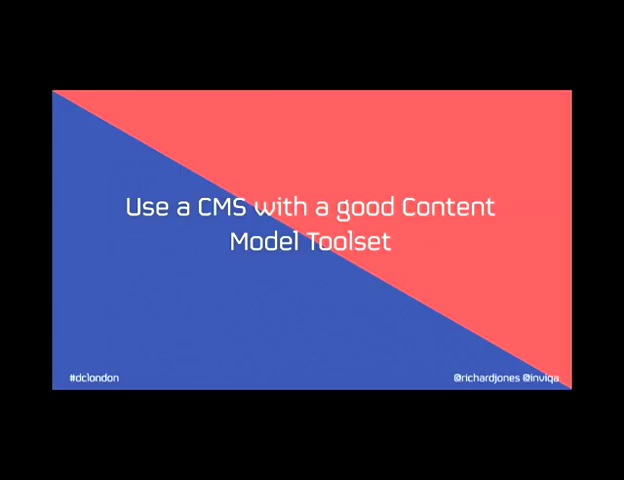 Use a CMS with a good Content
Model Toolset
#dclondon
@richardjones @inviqa